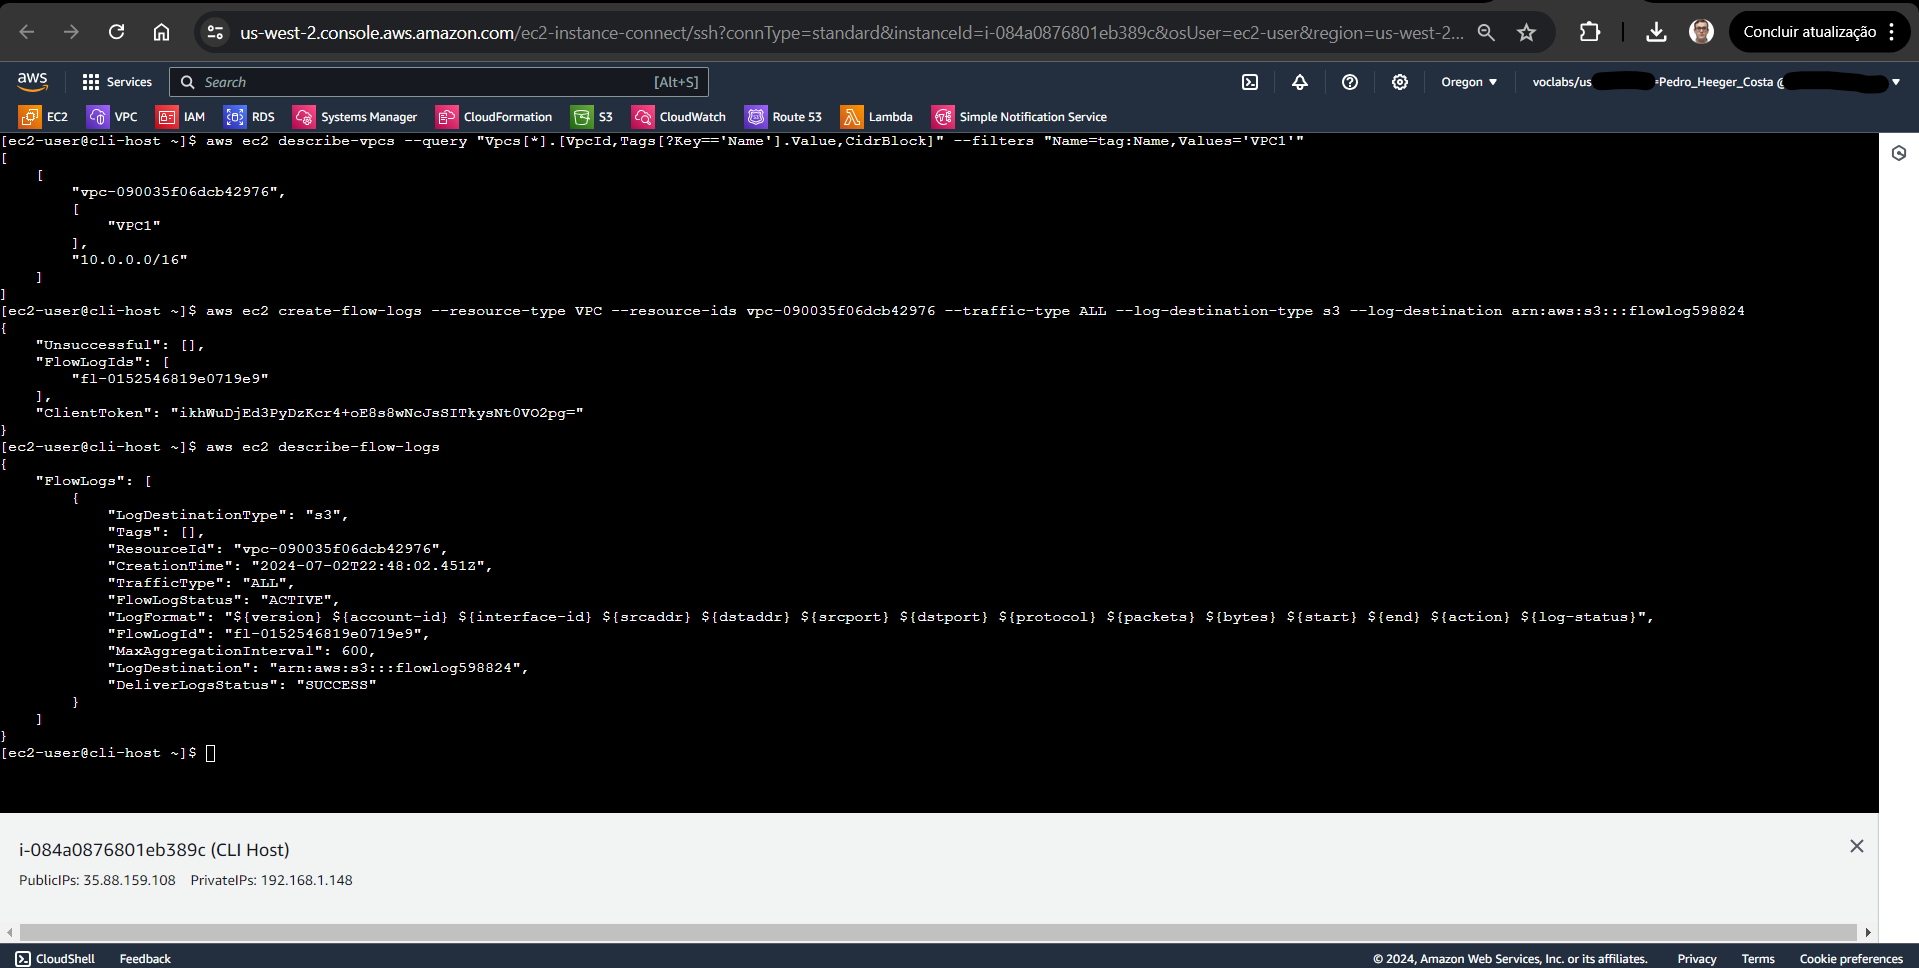 us-west-2.console.aws.amazon.com/ec2-instance-connect/ssh?connType=standard&instanceId=i-084a0876801eb389c&osUser=ec2-user&region=us-west-2...
Concluir atualização
aws
Services
Search
[Alt+S]
Oregon
voclabs/us
=Pedro_Heeger_Costa @
EC2
VPC
IAM
RDS
Systems Manager
CloudFormation
S3
CloudWatch
Route 53
Lambda
Simple Notification Service
[ec2-user@cli-host ~]$ aws ec2 describe-vpcs --query "Vpcs[*].[VpcId,Tags[?Key=='Name'].Value,CidrBlock]" --filters "Name=tag:Name,Values='VPC1'"
[
    [
        "vpc-090035f06dcb42976",
        [
            "VPC1"
        ],
        "10.0.0.0/16"
    ]
]
[ec2-user@cli-host ~]$ aws ec2 create-flow-logs --resource-type VPC --resource-ids vpc-090035f06dcb42976 --traffic-type ALL --log-destination-type s3 --log-destination arn:aws:s3:::flowlog598824
{
    "Unsuccessful": [],
    "FlowLogIds": [
        "fl-0152546819e0719e9"
    ],
    "ClientToken": "ikhWuDjEd3PyDzKcr4+oE8s8wNcJsSITkysNt0VO2pg="
}
[ec2-user@cli-host ~]$ aws ec2 describe-flow-logs
{
    "FlowLogs": [
        {
            "LogDestinationType": "s3",
            "Tags": [],
            "ResourceId": "vpc-090035f06dcb42976",
            "CreationTime": "2024-07-02T22:48:02.451Z",
            "TrafficType": "ALL",
            "FlowLogStatus": "ACTIVE",
            "LogFormat": "${version} ${account-id} ${interface-id} ${srcaddr} ${dstaddr} ${srcport} ${dstport} ${protocol} ${packets} ${bytes} ${start} ${end} ${action} ${log-status}",
            "FlowLogId": "fl-0152546819e0719e9",
            "MaxAggregationInterval": 600,
            "LogDestination": "arn:aws:s3:::flowlog598824",
            "DeliverLogsStatus": "SUCCESS"
        }
    ]
}
[ec2-user@cli-host ~]$
i-084a0876801eb389c (CLI Host)
PublicIPs: 35.88.159.108 PrivateIPs: 192.168.1.148
CloudShell
Feedback
© 2024, Amazon Web Services, Inc. or its affiliates.
Privacy
Terms
Cookie preferences